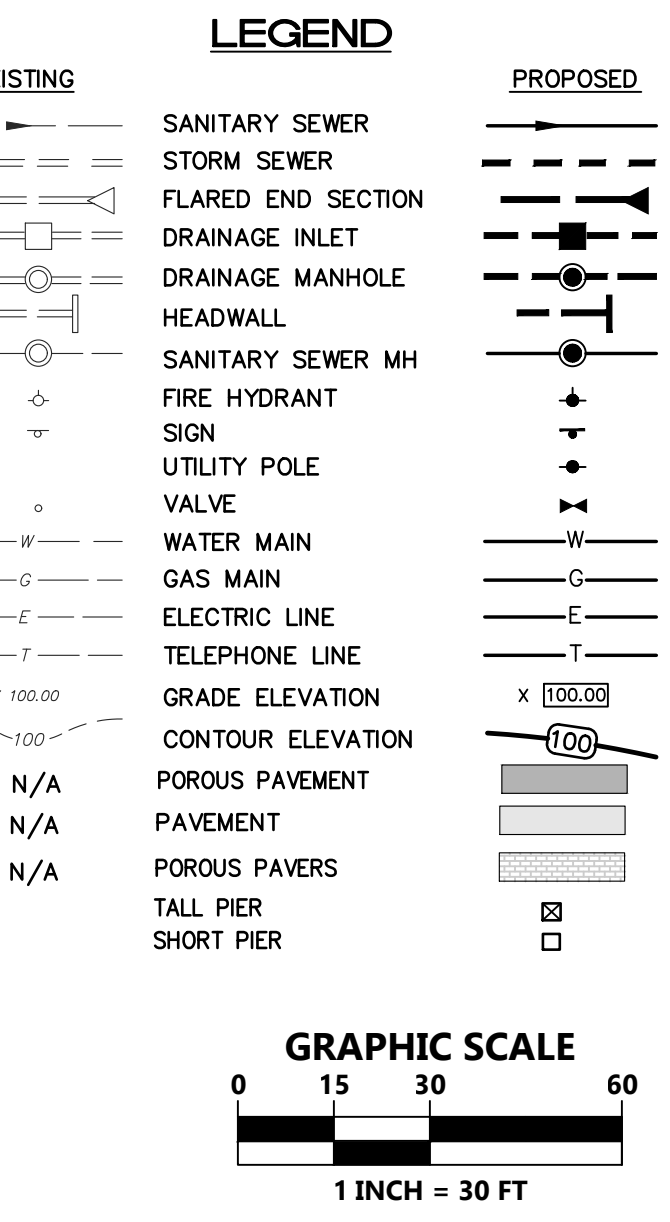 LEGEND
ISTING PROPOSED
SANITARY SEWER
STORM SEWER
FLARED END SECTION
DRAINAGE INLET
DRAINAGE MANHOLE
HEADWALL
SANITARY SEWER MH
FIRE HYDRANT
SIGN
UTILITY POLE
VALVE
W WATER MAIN W
G GAS MAIN G
E ELECTRIC LINE E
T TELEPHONE LINE T
100.00 GRADE ELEVATION X 100.00
100 CONTOUR ELEVATION 100
N/A POROUS PAVEMENT
N/A PAVEMENT
N/A POROUS PAVERS
TALL PIER
SHORT PIER
GRAPHIC SCALE
0 15 30 60
1 INCH = 30 FT